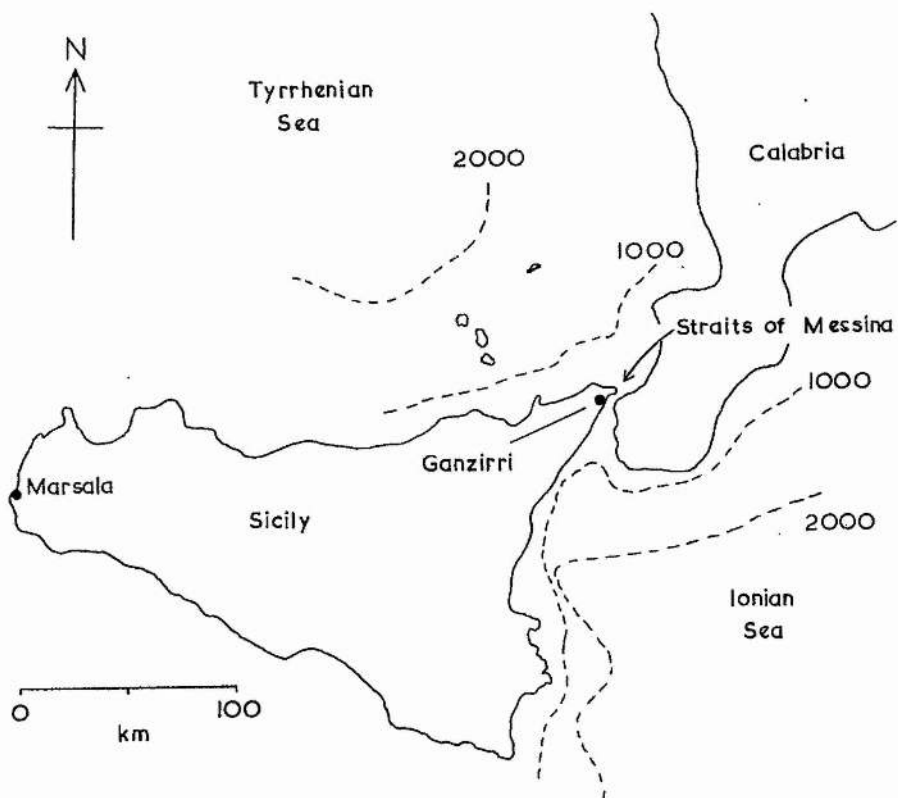 N
Tyrrhenian
Sea
2000
Calabria
1000
Straits of Messina
1000
Ganzirri
Marsala
Sicily
2000
Ionian
Sea
0 100
km